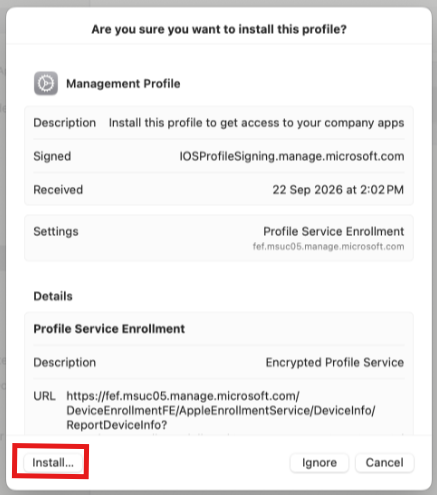 Are you sure you want to install this profile?
Management Profile
Description Install this profile to get access to your company apps
Signed IOSProfileSigning.manage.microsoft.com
Received 22 Sep 2026 at 2:02 PM
Settings Profile Service Enrollment
fef.msuc05.manage.microsoft.com
Details
Profile Service Enrollment
Description Encrypted Profile Service
URL https://fef.msuc05.manage.microsoft.com/
DeviceEnrollmentFE/AppleEnrollmentService/DeviceInfo/
ReportDeviceInfo?
Install... Ignore Cancel